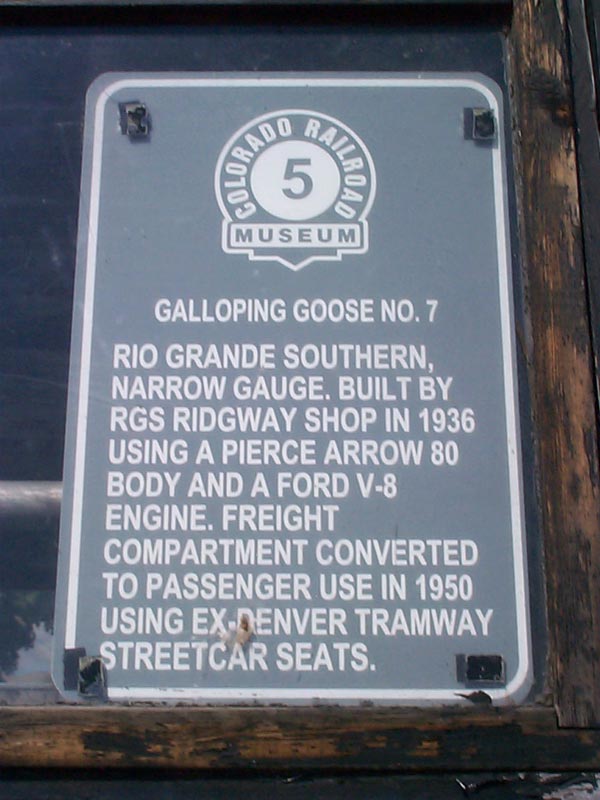 COLORADO RAILROAD
5
MUSEUM
GALLOPING GOOSE NO. 7
RIO GRANDE SOUTHERN,
NARROW GAUGE. BUILT BY
RGS RIDGWAY SHOP IN 1936
USING A PIERCE ARROW 80
BODY AND A FORD V-8
ENGINE. FREIGHT
COMPARTMENT CONVERTED
TO PASSENGER USE IN 1950
USING EX-DENVER TRAMWAY
STREETCAR SEATS.